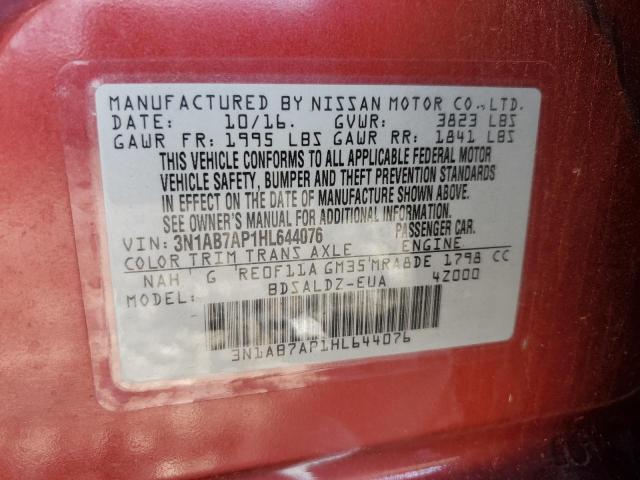 MANUFACTURED BY NISSAN MOTOR CO., LTD.
DATE: 10/16. GVWR: 3823 LBS
GAWR FR: 1995 LBS GAWR RR: 1841 LBS
THIS VEHICLE CONFORMS TO ALL APPLICABLE FEDERAL MOTOR
VEHICLE SAFETY, BUMPER AND THEFT PREVENTION STANDARDS
IN EFFECT ON THE DATE OF MANUFACTURE SHOWN ABOVE.
SEE OWNER'S MANUAL FOR ADDITIONAL INFORMATION.
VIN: 3N1AB7AP1HL644076 PASSENGER CAR.
COLOR TRIM TRANS AXLE ENGINE
NAH G RE0F11A GM35 MRA8DE 1798 CC
MODEL: BDSALDZ-EUA 4Z000
3N1AB7AP1HL644076